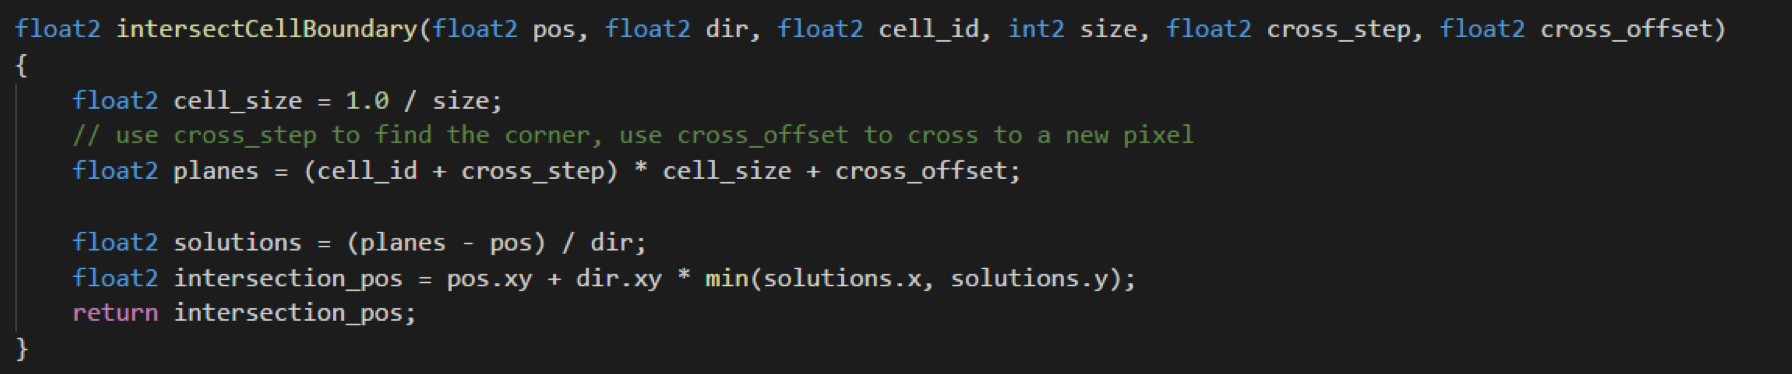 float2 intersectCellBoundary(float2 pos, float2 dir, float2 cell_id, int2 size, float2 cross_step, float2 cross_offset)
{
    float2 cell_size = 1.0 / size;
    // use cross_step to find the corner, use cross_offset to cross to a new pixel
    float2 planes = (cell_id + cross_step) * cell_size + cross_offset;

    float2 solutions = (planes - pos) / dir;
    float2 intersection_pos = pos.xy + dir.xy * min(solutions.x, solutions.y);
    return intersection_pos;
}